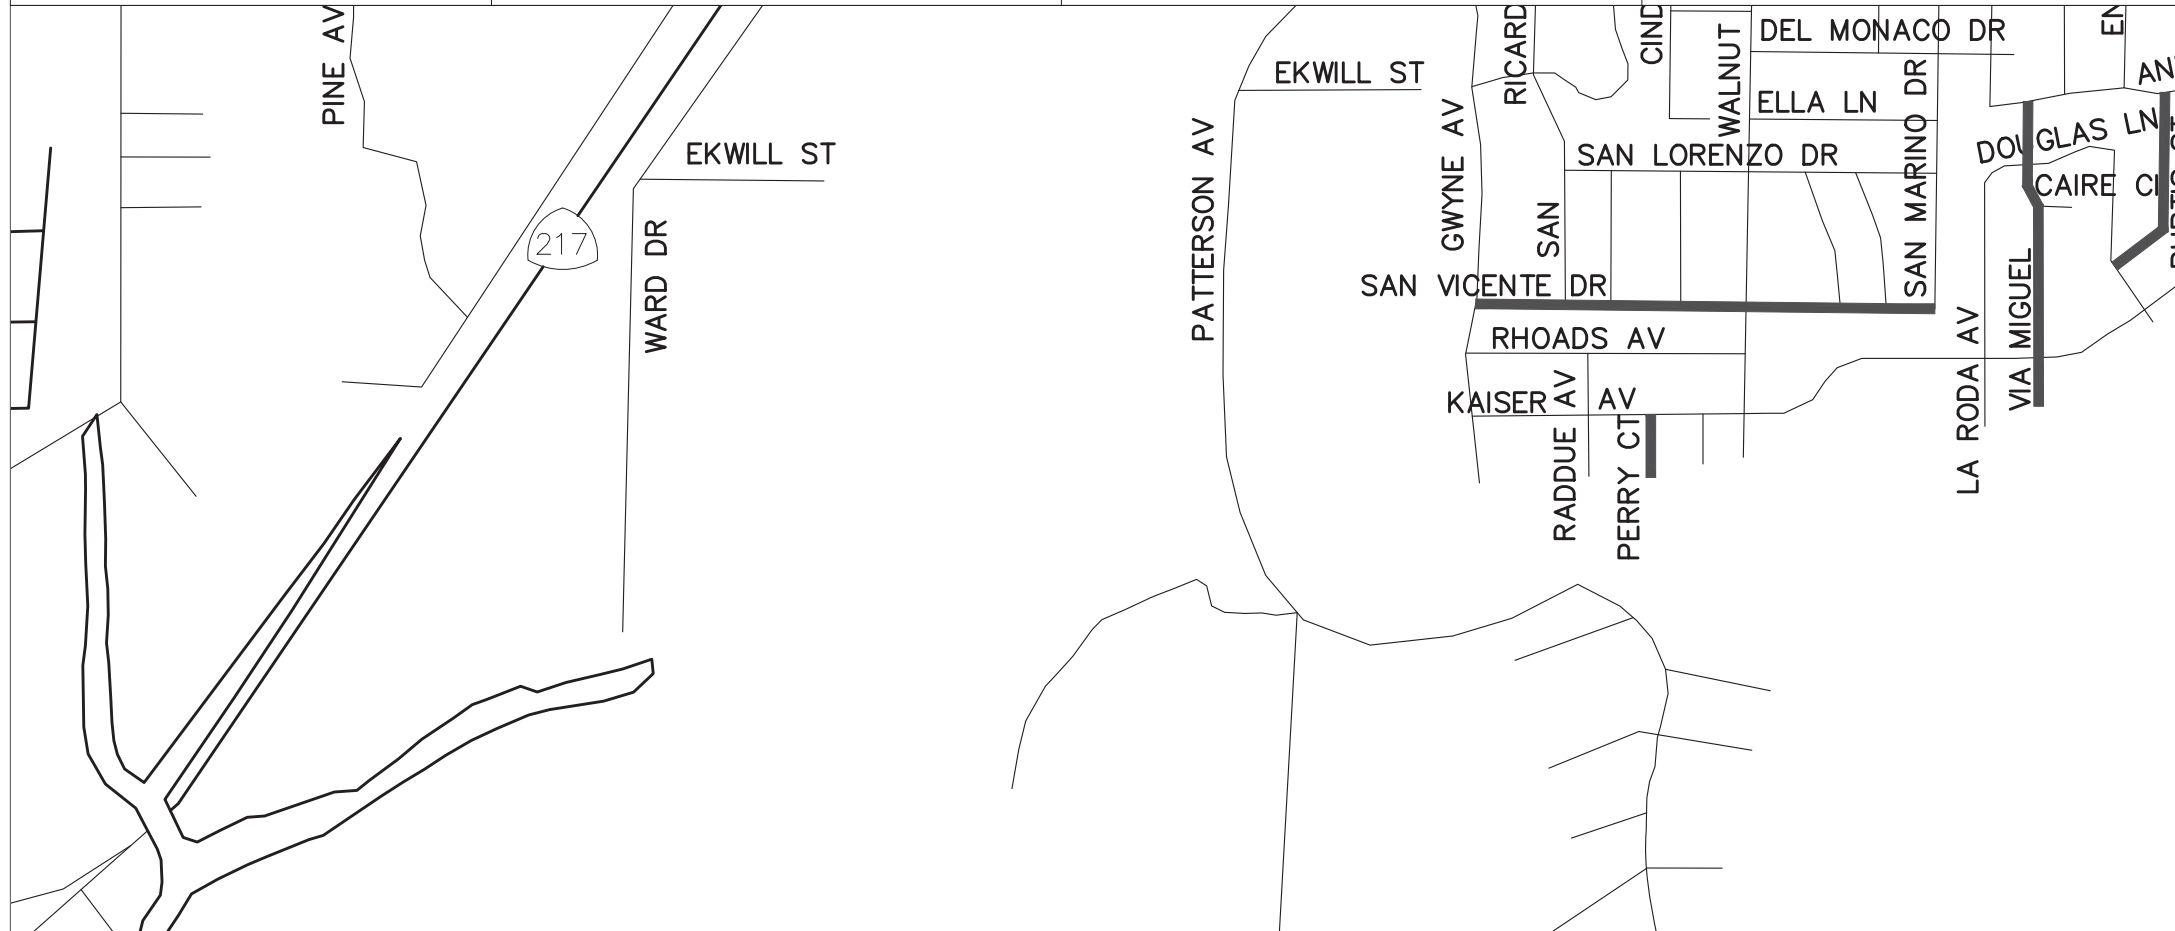 PINE AV
EKWILL ST
217
WARD DR
PATTERSON AV
EKWILL ST
GWYNE AV
RICARD
CIND
WALNUT
DEL MONACO DR
ELLA LN
SAN LORENZO DR
SAN
SAN MARINO DR
SAN VICENTE DR
RHOADS AV
KAISER AV
RADDUE AV
PERRY CT
LA RODA AV
VIA MIGUEL
DOUGLAS LN
CAIRE CI
EN
AN